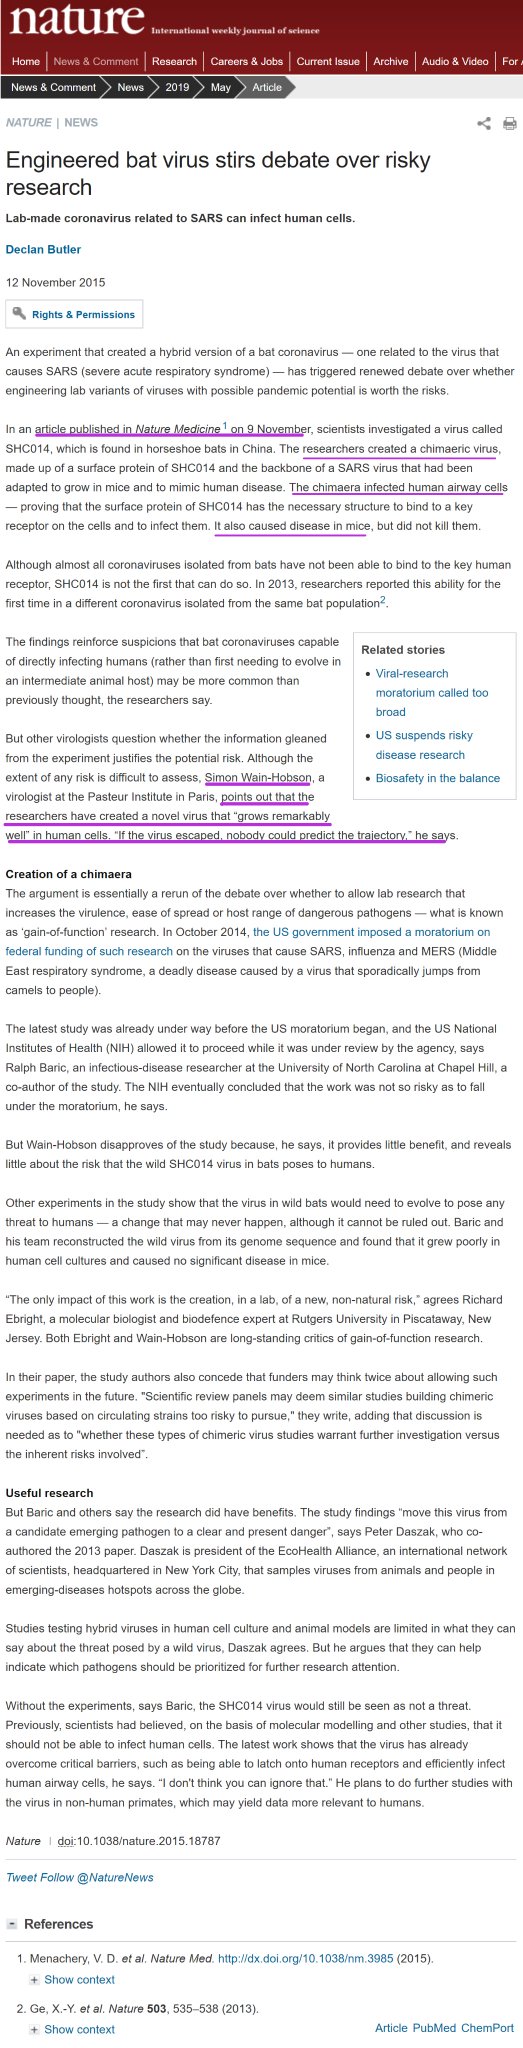 nature International weekly journal of science
Home News & Comment Research Careers & Jobs Current Issue Archive Audio & Video For
News & Comment News 2019 May Article
NATURE | NEWS
Engineered bat virus stirs debate over risky
research
Lab-made coronavirus related to SARS can infect human cells.
Declan Butler
12 November 2015
Rights & Permissions
An experiment that created a hybrid version of a bat coronavirus — one related to the virus that
causes SARS (severe acute respiratory syndrome) — has triggered renewed debate over whether
engineering lab variants of viruses with possible pandemic potential is worth the risks.
In an article published in Nature Medicine1 on 9 November, scientists investigated a virus called
SHC014, which is found in horseshoe bats in China. The researchers created a chimaeric virus,
made up of a surface protein of SHC014 and the backbone of a SARS virus that had been
adapted to grow in mice and to mimic human disease. The chimaera infected human airway cells
— proving that the surface protein of SHC014 has the necessary structure to bind to a key
receptor on the cells and to infect them. It also caused disease in mice, but did not kill them.
Although almost all coronaviruses isolated from bats have not been able to bind to the key human
receptor, SHC014 is not the first that can do so. In 2013, researchers reported this ability for the
first time in a different coronavirus isolated from the same bat population2.
The findings reinforce suspicions that bat coronaviruses capable
of directly infecting humans (rather than first needing to evolve in
an intermediate animal host) may be more common than
previously thought, the researchers say.
Related stories
Viral-research
moratorium called too
broad
US suspends risky
disease research
Biosafety in the balance
But other virologists question whether the information gleaned
from the experiment justifies the potential risk. Although the
extent of any risk is difficult to assess, Simon Wain-Hobson, a
virologist at the Pasteur Institute in Paris, points out that the
researchers have created a novel virus that “grows remarkably
well” in human cells. “If the virus escaped, nobody could predict the trajectory,” he says.
Creation of a chimaera
The argument is essentially a rerun of the debate over whether to allow lab research that
increases the virulence, ease of spread or host range of dangerous pathogens — what is known
as ‘gain-of-function’ research. In October 2014, the US government imposed a moratorium on
federal funding of such research on the viruses that cause SARS, influenza and MERS (Middle
East respiratory syndrome, a deadly disease caused by a virus that sporadically jumps from
camels to people).
The latest study was already under way before the US moratorium began, and the US National
Institutes of Health (NIH) allowed it to proceed while it was under review by the agency, says
Ralph Baric, an infectious-disease researcher at the University of North Carolina at Chapel Hill, a
co-author of the study. The NIH eventually concluded that the work was not so risky as to fall
under the moratorium, he says.
But Wain-Hobson disapproves of the study because, he says, it provides little benefit, and reveals
little about the risk that the wild SHC014 virus in bats poses to humans.
Other experiments in the study show that the virus in wild bats would need to evolve to pose any
threat to humans — a change that may never happen, although it cannot be ruled out. Baric and
his team reconstructed the wild virus from its genome sequence and found that it grew poorly in
human cell cultures and caused no significant disease in mice.
“The only impact of this work is the creation, in a lab, of a new, non-natural risk,” agrees Richard
Ebright, a molecular biologist and biodefence expert at Rutgers University in Piscataway, New
Jersey. Both Ebright and Wain-Hobson are long-standing critics of gain-of-function research.
In their paper, the study authors also concede that funders may think twice about allowing such
experiments in the future. "Scientific review panels may deem similar studies building chimeric
viruses based on circulating strains too risky to pursue," they write, adding that discussion is
needed as to "whether these types of chimeric virus studies warrant further investigation versus
the inherent risks involved”.
Useful research
But Baric and others say the research did have benefits. The study findings “move this virus from
a candidate emerging pathogen to a clear and present danger”, says Peter Daszak, who co-
authored the 2013 paper. Daszak is president of the EcoHealth Alliance, an international network
of scientists, headquartered in New York City, that samples viruses from animals and people in
emerging-diseases hotspots across the globe.
Studies testing hybrid viruses in human cell culture and animal models are limited in what they can
say about the threat posed by a wild virus, Daszak agrees. But he argues that they can help
indicate which pathogens should be prioritized for further research attention.
Without the experiments, says Baric, the SHC014 virus would still be seen as not a threat.
Previously, scientists had believed, on the basis of molecular modelling and other studies, that it
should not be able to infect human cells. The latest work shows that the virus has already
overcome critical barriers, such as being able to latch onto human receptors and efficiently infect
human airway cells, he says. “I don't think you can ignore that.” He plans to do further studies with
the virus in non-human primates, which may yield data more relevant to humans.
Nature | doi:10.1038/nature.2015.18787
Tweet Follow @NatureNews
References
1. Menachery, V. D. et al. Nature Med. http://dx.doi.org/10.1038/nm.3985 (2015).
Show context
2. Ge, X.-Y. et al. Nature 503, 535–538 (2013).
Show context Article PubMed ChemPort